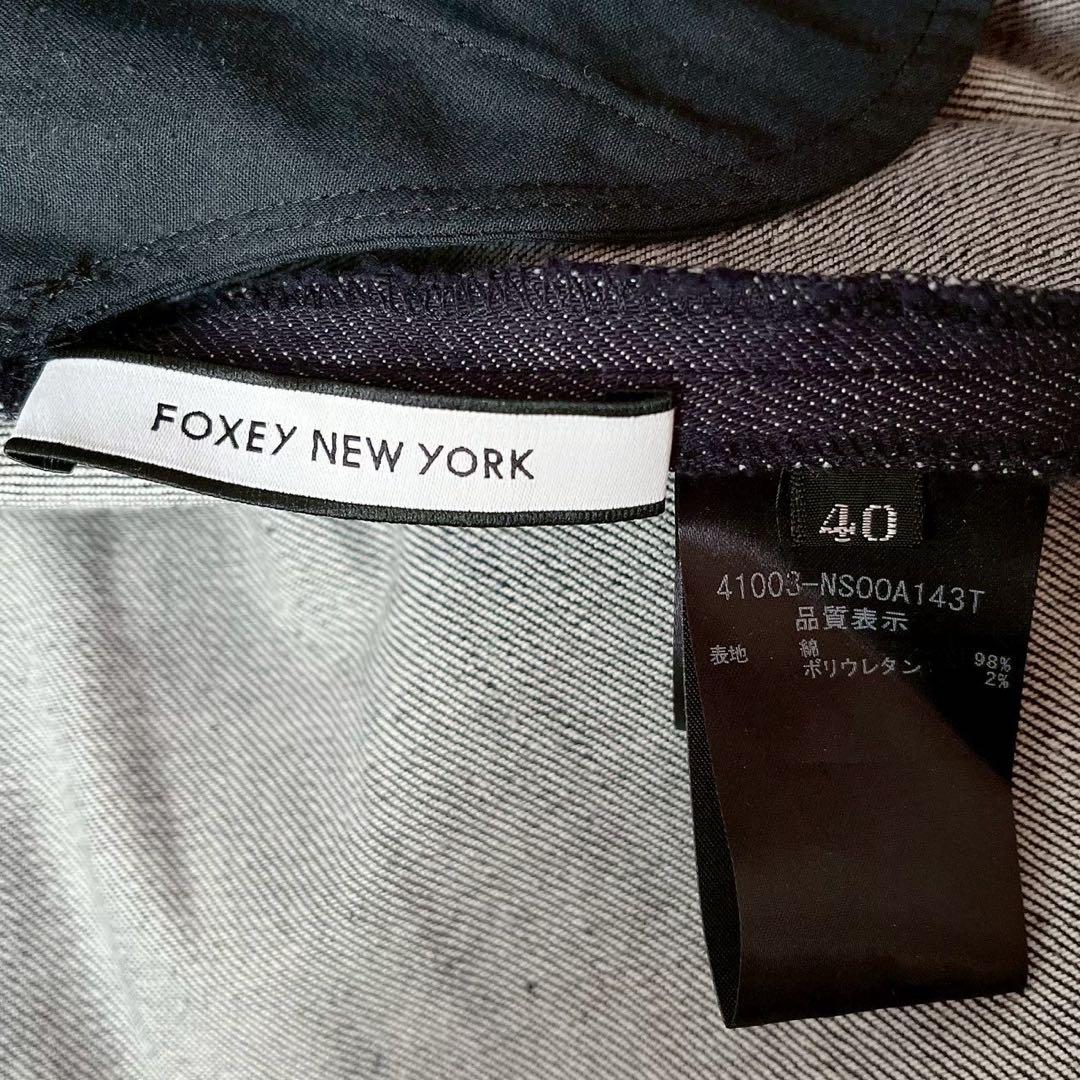 FOXEY NEW YORK
40
41003-NS00A143T
品質表示
表地 綿 98%
ポリウレタン 2%